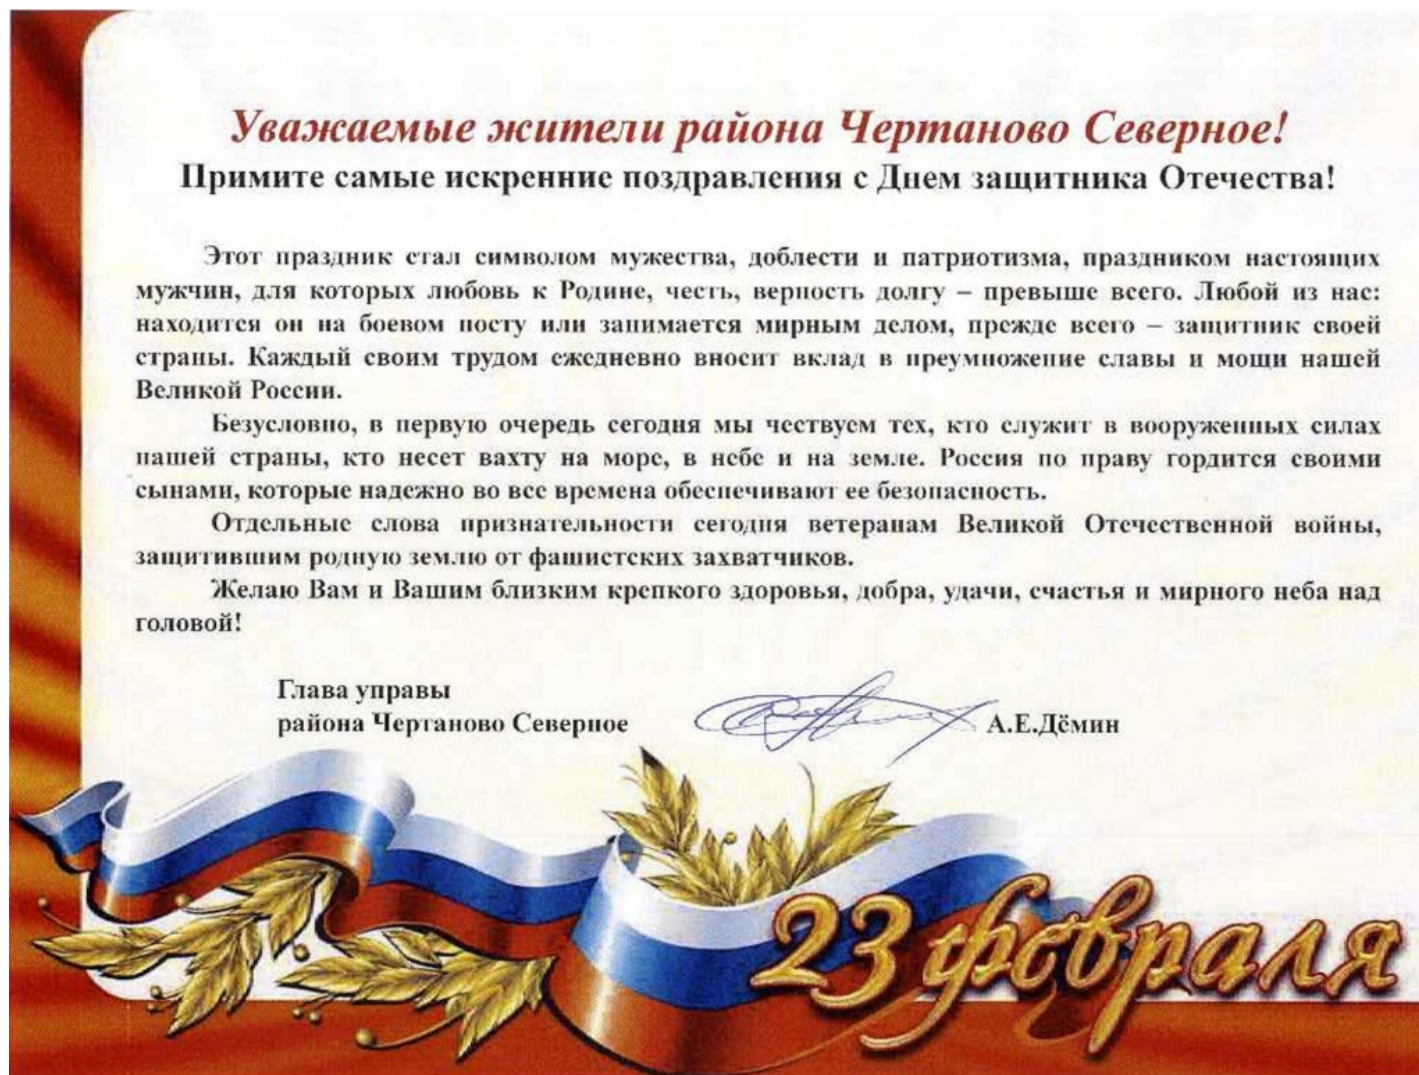 Уважаемые жители района Чертаново Северное!
Примите самые искренние поздравления с Днем защитника Отечества!
Этот праздник стал символом мужества, доблести и патриотизма, праздником настоящих
мужчин, для которых любовь к Родине, честь, верность долгу – превыше всего. Любой из нас:
находится он на боевом посту или занимается мирным делом, прежде всего – защитник своей
страны. Каждый своим трудом ежедневно вносит вклад в преумножение славы и мощи нашей
Великой России.
Безусловно, в первую очередь сегодня мы чествуем тех, кто служит в вооруженных силах
нашей страны, кто несет вахту на море, в небе и на земле. Россия по праву гордится своими
сынами, которые надежно во все времена обеспечивают ее безопасность.
Отдельные слова признательности сегодня ветеранам Великой Отечественной войны,
защитившим родную землю от фашистских захватчиков.
Желаю Вам и Вашим близким крепкого здоровья, добра, удачи, счастья и мирного неба над
головой!
Глава управы
района Чертаново Северное А.Е.Дёмин
23 февраля